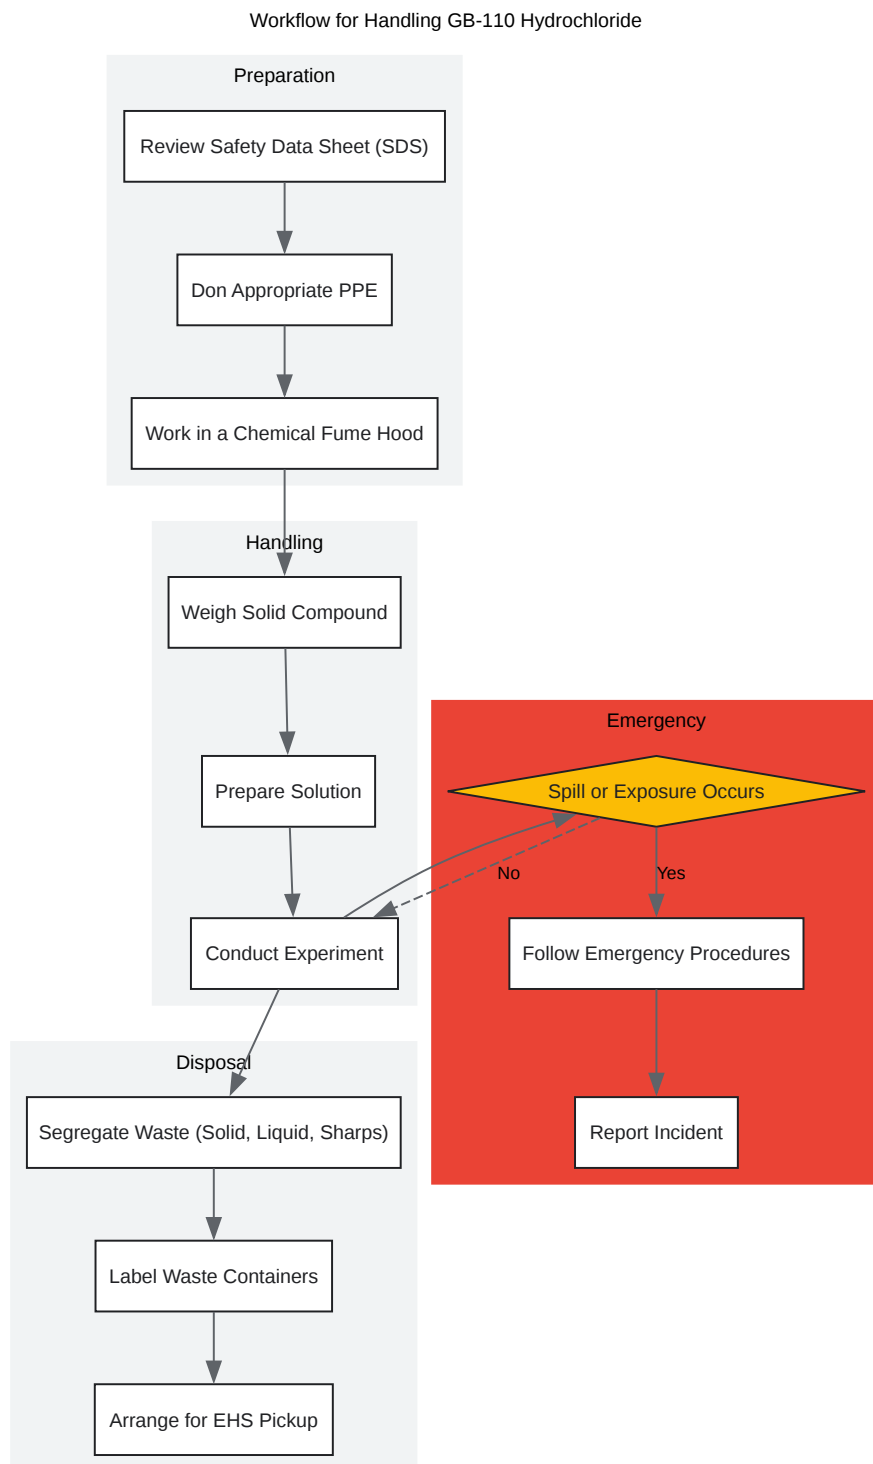 Workflow for Handling GB-110 Hydrochloride
Preparation
Review Safety Data Sheet (SDS)
Don Appropriate PPE
Work in a Chemical Fume Hood
Handling
Weigh Solid Compound
Prepare Solution
Conduct Experiment
Emergency
Spill or Exposure Occurs
No
Yes
Follow Emergency Procedures
Report Incident
Disposal
Segregate Waste (Solid, Liquid, Sharps)
Label Waste Containers
Arrange for EHS Pickup